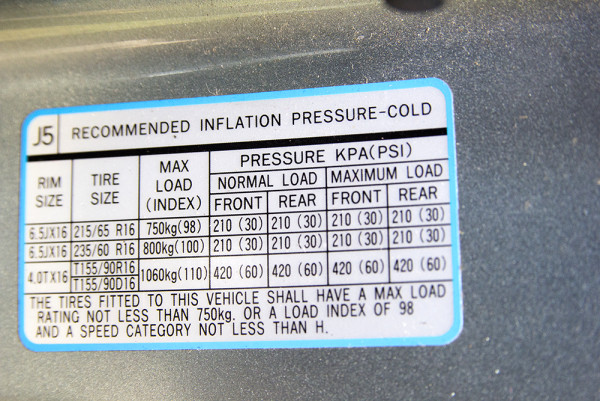 J5 RECOMMENDED INFLATION PRESSURE-COLD
RIM SIZE TIRE SIZE MAX LOAD (INDEX) PRESSURE KPA(PSI)
NORMAL LOAD MAXIMUM LOAD
FRONT REAR FRONT REAR
6.5JX16 215/65 R16 750kg(98) 210 (30) 210 (30) 210 (30) 210 (30)
6.5JX16 235/60 R16 800kg(100) 210 (30) 210 (30) 210 (30) 210 (30)
4.0TX16 T155/90R16 1060kg(110) 420 (60) 420 (60) 420 (60) 420 (60)
T155/90D16
THE TIRES FITTED TO THIS VEHICLE SHALL HAVE A MAX LOAD
RATING NOT LESS THAN 750kg. OR A LOAD INDEX OF 98
AND A SPEED CATEGORY NOT LESS THAN H.